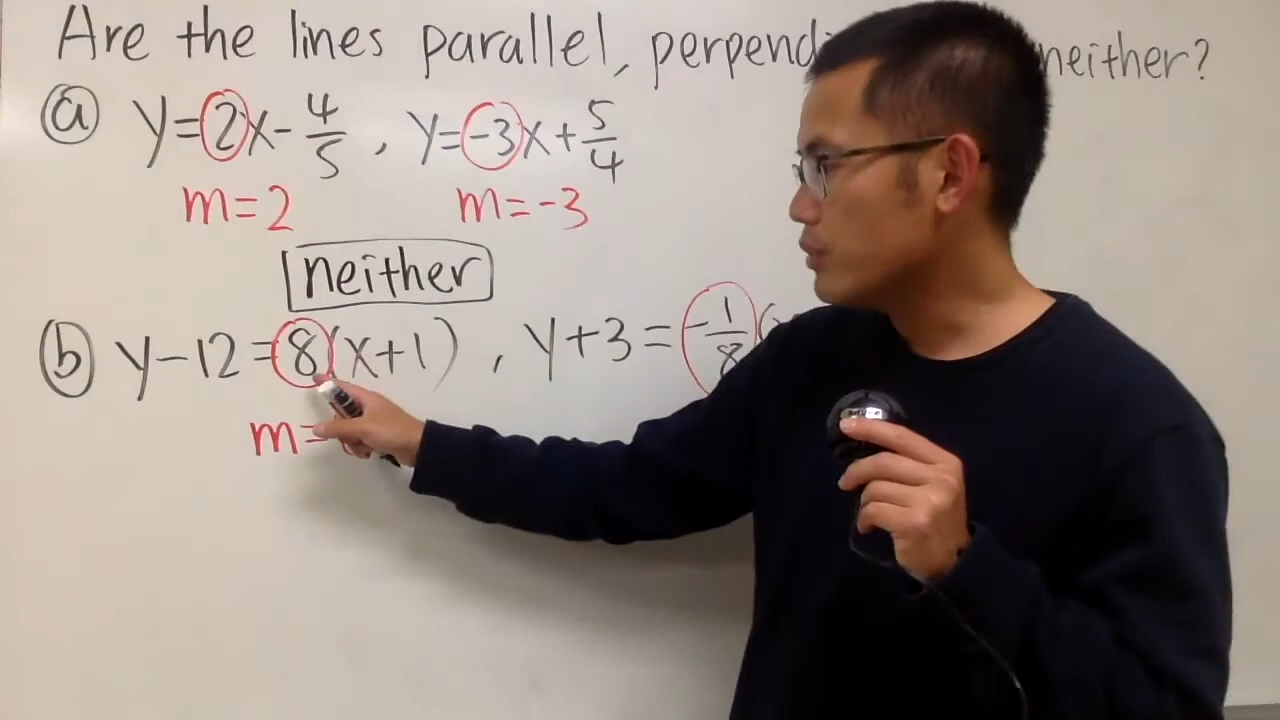 Are the lines parallel, neither?
ⓐ y=2x-4/5, y=-3x+5/4
m=2 m=-3
neither
ⓑ y-12=8(x+1), y+3=-1/8(
m=